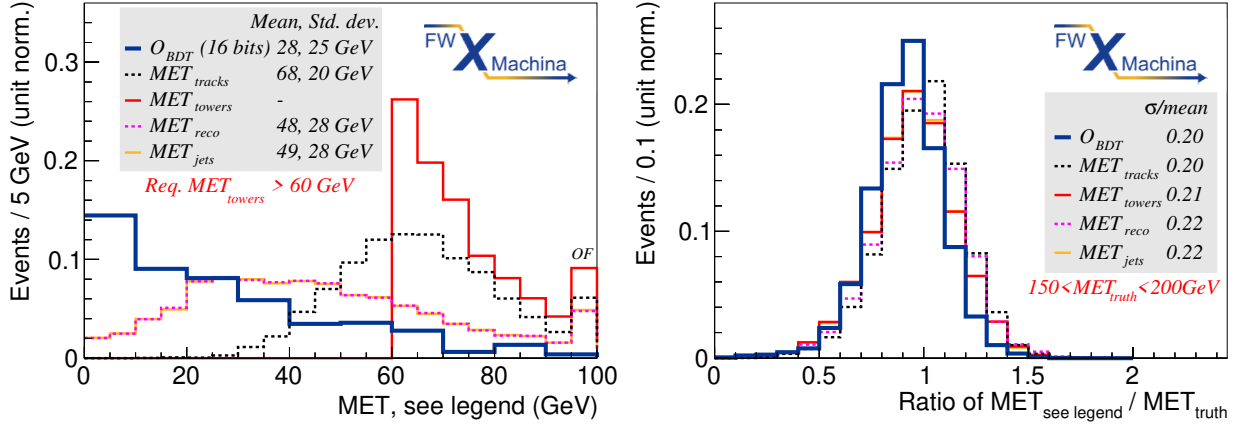 Mean, Std. dev.
O_BDT (16 bits) 28, 25 GeV
MET_tracks 68, 20 GeV
MET_towers -
MET_reco 48, 28 GeV
MET_jets 49, 28 GeV
Req. MET_towers > 60 GeV
FW X Machina
OF
Events / 5 GeV (unit norm.)
0.3
0.2
0.1
0
0 20 40 60 80 100
MET, see legend (GeV)
FW X Machina
σ/mean
O_BDT 0.20
MET_tracks 0.20
MET_towers 0.21
MET_reco 0.22
MET_jets 0.22
150<MET_truth<200GeV
Events / 0.1 (unit norm.)
0.2
0.1
0
0 0.5 1 1.5 2
Ratio of MET_see legend / MET_truth